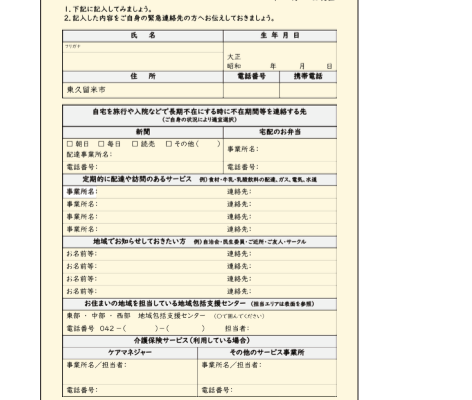 1. 下記に記入してみましょう。
2. 記入した内容をご自身の緊急連絡先の方へお伝えしておきましょう。
氏 名 生年月日
フリガナ
大正
昭和 年 月 日
住 所 電話番号 携帯電話
東久留米市
自宅を旅行や入院などで長期不在にする時に不在期間等を連絡する先
(ご自身の状況により適宜選択)
新聞 宅配のお弁当
□ 朝日 □ 毎日 □ 読売 □ その他( ) 事業所名:
配達事業所名:
電話番号: 電話番号:
定期的に配達や訪問のあるサービス 例)食材・牛乳・乳酸飲料の配達、ガス、電気、水道
事業所名: 連絡先:
事業所名: 連絡先:
事業所名: 連絡先:
事業所名: 連絡先:
地域でお知らせしておきたい方 例)自治会・民生委員・ご近所・ご友人・サークル
お名前等: 連絡先:
お名前等: 連絡先:
お名前等: 連絡先:
お名前等: 連絡先:
お住まいの地域を担当している地域包括支援センター (担当エリアは表面を参照)
東部 ・ 中部 ・ 西部 地域包括支援センター (○で囲んでください)
電話番号 042-( )-( ) 担当者:
介護保険サービス(利用している場合)
ケアマネジャー その他のサービス事業所
事業所名/担当者: 事業所名/担当者:
電話番号: 電話番号: